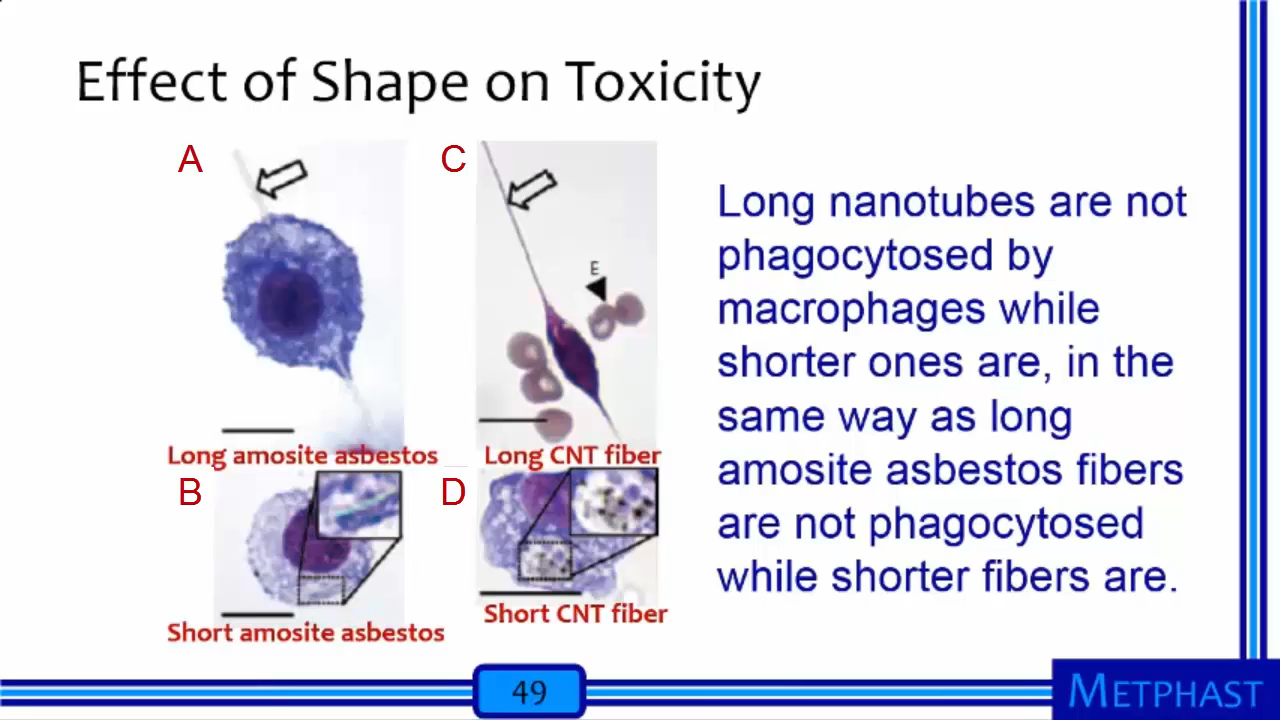 Effect of Shape on Toxicity
A
C
E
Long amosite asbestos
Long CNT fiber
B
D
Short amosite asbestos
Short CNT fiber
Long nanotubes are not
phagocytosed by
macrophages while
shorter ones are, in the
same way as long
amosite asbestos fibers
are not phagocytosed
while shorter fibers are.
49
METPHAST